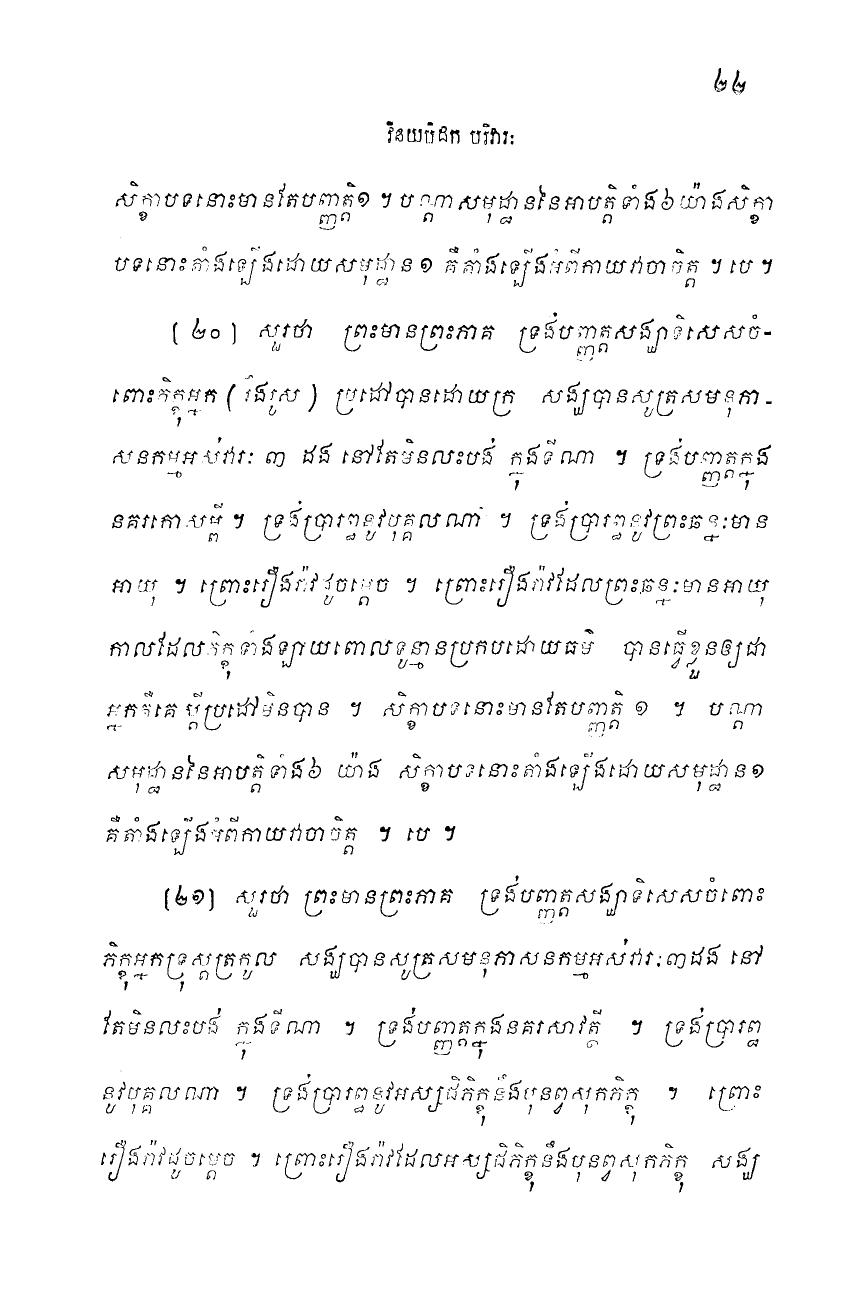 ២២
វិនយបិដក បរិវារៈ
សិក្ខាបទនោះមានតែបញ្ញត្តិ១ ។ បណ្តាសមុដ្ឋាននៃអាបត្តិទាំង៦យ៉ាងសិក្ខា
បទនោះតាំងឡើងដោយសមុដ្ឋាន១ គឺតាំងឡើងអំពីកាយវាចាចិត្ត ។ បេ ។
[ ២០ ] សួរថា ព្រះមានព្រះភាគ ទ្រង់បញ្ញត្តសង្ឃាទិសេសចំ-
ពោះភិក្ខុអ្នក ( រឹងរូស ) ប្រដៅបានដោយក្រ សង្ឃបានសូត្រសមនុភា-
សនកម្មអស់វារៈ ៣ ដង នៅតែមិនលះបង់ ក្នុងទីណា ។ ទ្រង់បញ្ញត្តក្នុង
នគរកោសម្ពី ។ ទ្រង់ប្រារព្ធនូវបុគ្គលណា ។ ទ្រង់ប្រារព្ធនូវព្រះឆន្នៈមាន
អាយុ ។ ព្រោះរឿងរ៉ាវដូចម្តេច ។ ព្រោះរឿងរ៉ាវដែលព្រះឆន្នៈមានអាយុ
កាលដែលភិក្ខុទាំងឡាយពោលទូន្មានប្រកបដោយធម៌ បានធ្វើខ្លួនឲ្យជា
អ្នកដ៏គេ ប្តីប្រដៅមិនបាន ។ សិក្ខាបទនោះមានតែបញ្ញត្តិ ១ ។ បណ្តា
សមុដ្ឋាននៃអាបត្តិទាំង៦ យ៉ាង សិក្ខាបទនោះតាំងឡើងដោយសមុដ្ឋាន១
គឺតាំងឡើងអំពីកាយវាចាចិត្ត ។ បេ ។
[២១] សួរថា ព្រះមានព្រះភាគ ទ្រង់បញ្ញត្តសង្ឃាទិសេសចំពោះ
ភិក្ខុអ្នកទ្រុស្តត្រកូល សង្ឃបានសូត្រសមនុភាសនកម្មអស់វារៈ៣ដង នៅ
តែមិនលះបង់ ក្នុងទីណា ។ ទ្រង់បញ្ញត្តក្នុងនគរសាវត្ថី ។ ទ្រង់ប្រារព្ធ
នូវបុគ្គលណា ។ ទ្រង់ប្រារព្ធនូវអស្សជិភិក្ខុនឹងបុនព្វសុកភិក្ខុ ។ ព្រោះ
រឿងរ៉ាវដូចម្តេច ។ ព្រោះរឿងរ៉ាវដែលអស្សជិភិក្ខុនឹងបុនព្វសុកភិក្ខុ សង្ឃ